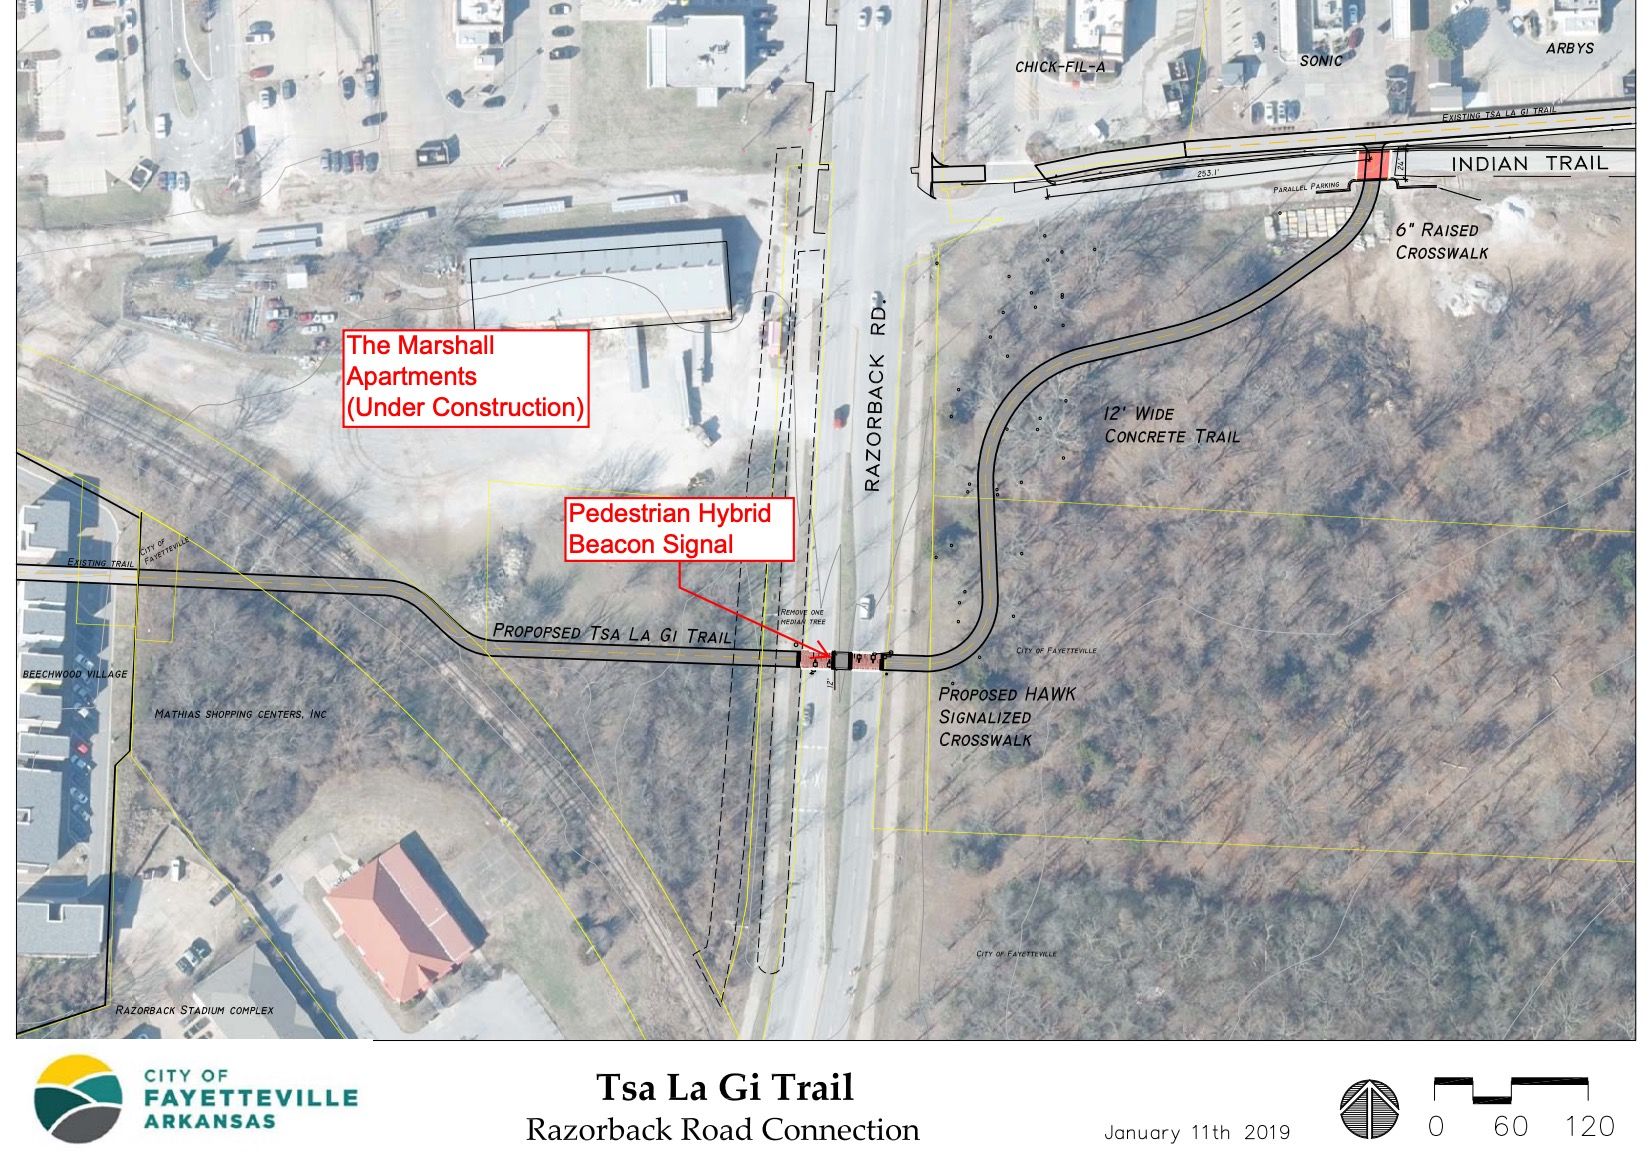 CHICK-FIL-A
SONIC
ARBYS
EXISTING TSA LA GI TRAIL
INDIAN TRAIL
253.1'
24'
PARALLEL PARKING
6" RAISED
CROSSWALK
RAZORBACK RD.
The Marshall
Apartments
(Under Construction)
12' WIDE
CONCRETE TRAIL
Pedestrian Hybrid
Beacon Signal
EXISTING TRAIL
CITY OF
FAYETTEVILLE
REMOVE ONE
MEDIAN TREE
PROPOPSED TSA LA GI TRAIL
12'
CITY OF FAYETTEVILLE
BEECHWOOD VILLAGE
MATHIAS SHOPPING CENTERS, INC
PROPOSED HAWK
SIGNALIZED
CROSSWALK
CITY OF FAYETTEVILLE
RAZORBACK STADIUM COMPLEX
CITY OF
FAYETTEVILLE
ARKANSAS
Tsa La Gi Trail
Razorback Road Connection
January 11th 2019
0 60 120